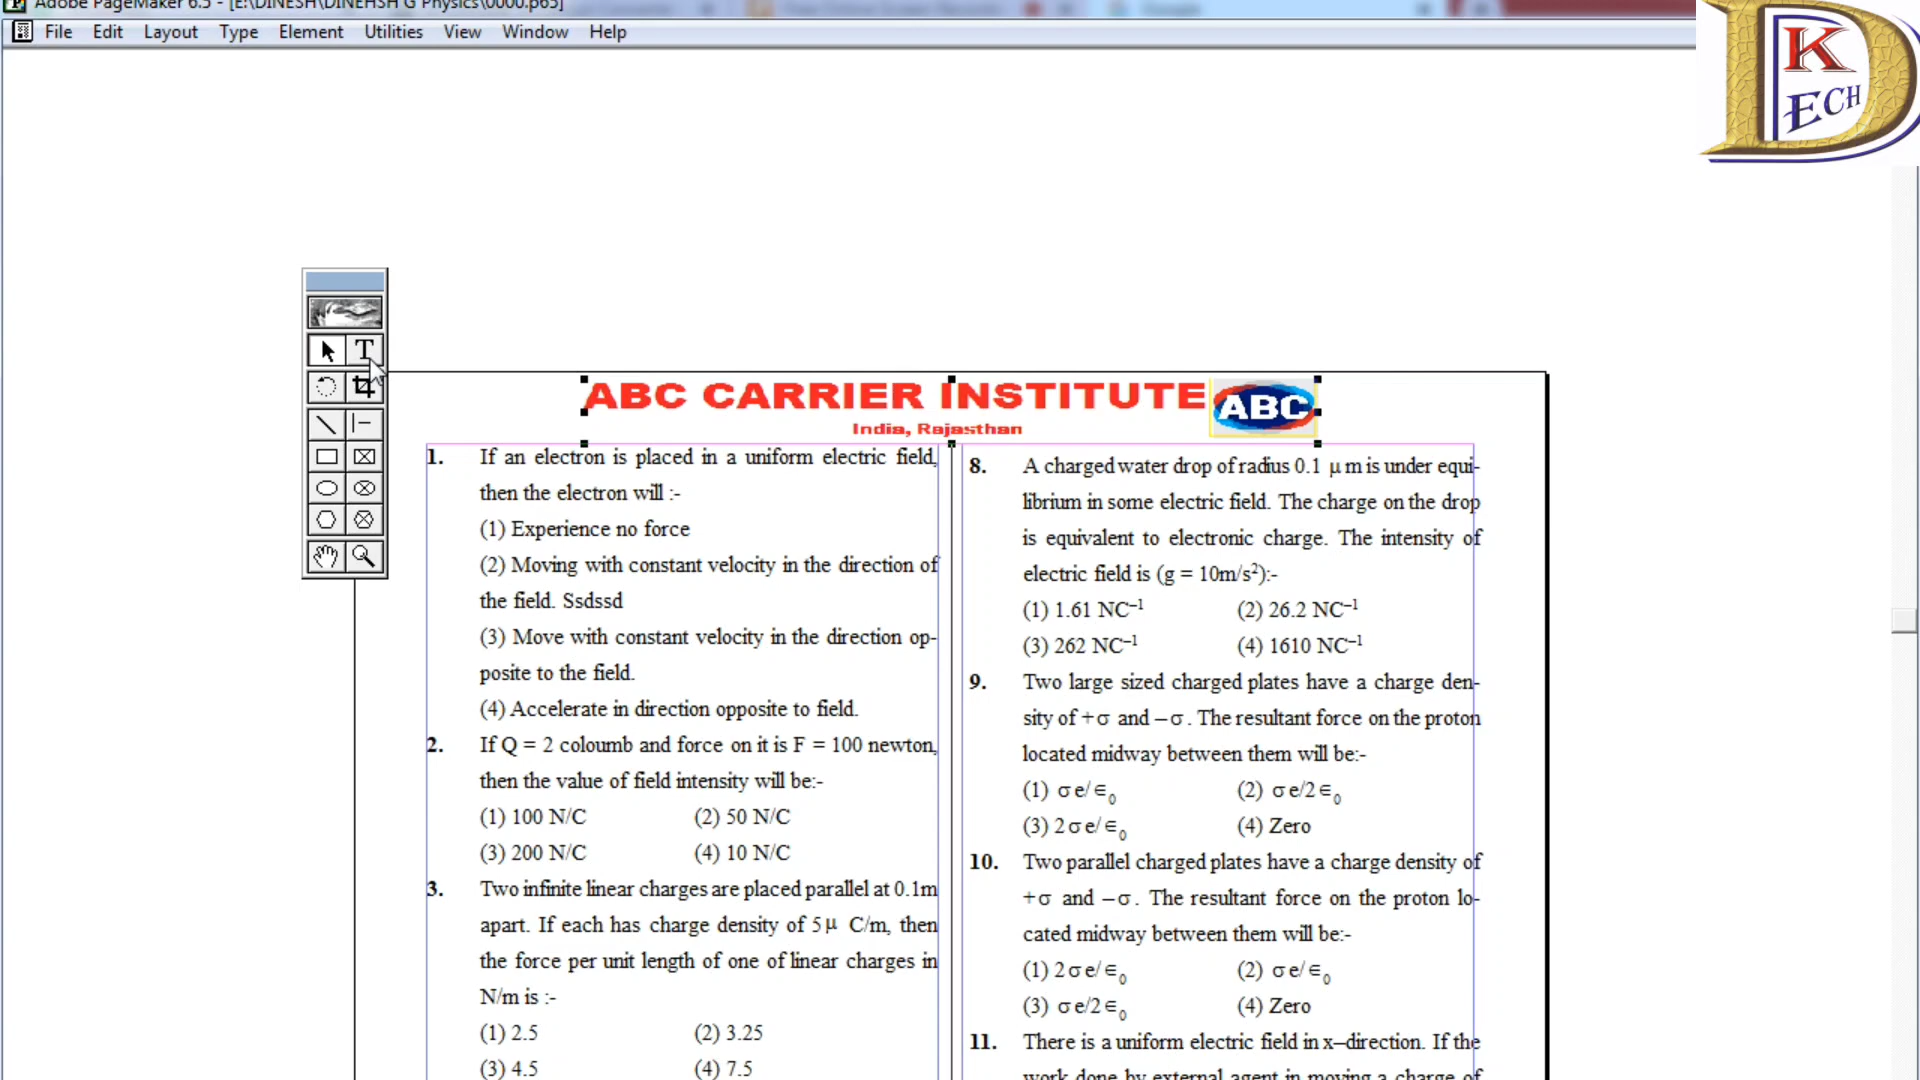 Adobe PageMaker 6.5 - [E:\DINESH\DINEHSH G Physics\0000.p65]
File Edit Layout Type Element Utilities View Window Help
K
D
ECH
T
ABC CARRIER INSTITUTE
ABC
India, Rajasthan
1. If an electron is placed in a uniform electric field,
then the electron will :-
(1) Experience no force
(2) Moving with constant velocity in the direction of
the field. Ssdssd
(3) Move with constant velocity in the direction op-
posite to the field.
(4) Accelerate in direction opposite to field.
2. If Q = 2 coloumb and force on it is F = 100 newton,
then the value of field intensity will be:-
(1) 100 N/C (2) 50 N/C
(3) 200 N/C (4) 10 N/C
3. Two infinite linear charges are placed parallel at 0.1m
apart. If each has charge density of 5μ C/m, then
the force per unit length of one of linear charges in
N/m is :-
(1) 2.5 (2) 3.25
(3) 4.5 (4) 7.5
8. A charged water drop of radius 0.1 μm is under equi-
librium in some electric field. The charge on the drop
is equivalent to electronic charge. The intensity of
electric field is (g = 10m/s²):-
(1) 1.61 NC⁻¹ (2) 26.2 NC⁻¹
(3) 262 NC⁻¹ (4) 1610 NC⁻¹
9. Two large sized charged plates have a charge den-
sity of +σ and –σ. The resultant force on the proton
located midway between them will be:-
(1) σe/∈₀ (2) σe/2∈₀
(3) 2σe/∈₀ (4) Zero
10. Two parallel charged plates have a charge density of
+σ and –σ. The resultant force on the proton lo-
cated midway between them will be:-
(1) 2σe/∈₀ (2) σe/∈₀
(3) σe/2∈₀ (4) Zero
11. There is a uniform electric field in x–direction. If the
work done by external agent in moving a charge of